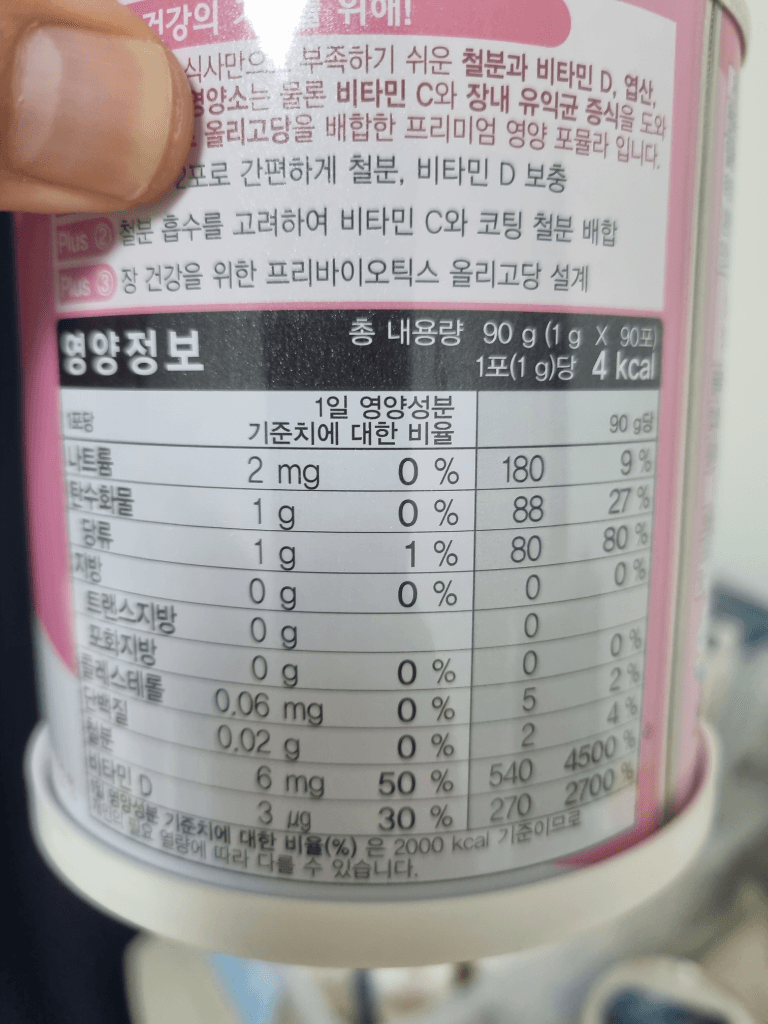 건강의 위해!
식사만으 부족하기 쉬운 철분과 비타민 D, 엽산,
영양소는 물론 비타민 C와 장내 유익균 증식을 도와
올리고당을 배합한 프리미엄 영양 포뮬라 입니다.
2포로 간편하게 철분, 비타민 D 보충
Plus ② 철분 흡수를 고려하여 비타민 C와 코팅 철분 배합
Plus ③ 장 건강을 위한 프리바이오틱스 올리고당 설계
영양정보 총 내용량 90 g (1 g X 90포)
1포(1 g)당 4 kcal
1포당 1일 영양성분 기준치에 대한 비율 90 g당
나트륨 2 mg 0 % 180 9 %
탄수화물 1 g 0 % 88 27 %
당류 1 g 1 % 80 80 %
지방 0 g 0 % 0 0 %
트랜스지방 0 g 0
포화지방 0 g 0 % 0 0 %
콜레스테롤 0.06 mg 0 % 5 2 %
단백질 0.02 g 0 % 2 4 %
철분 6 mg 50 % 540 4500 %
비타민 D 3 μg 30 % 270 2700 %
1일 영양성분 기준치에 대한 비율(%) 은 2000 kcal 기준이므로
개인의 필요 열량에 따라 다를 수 있습니다.